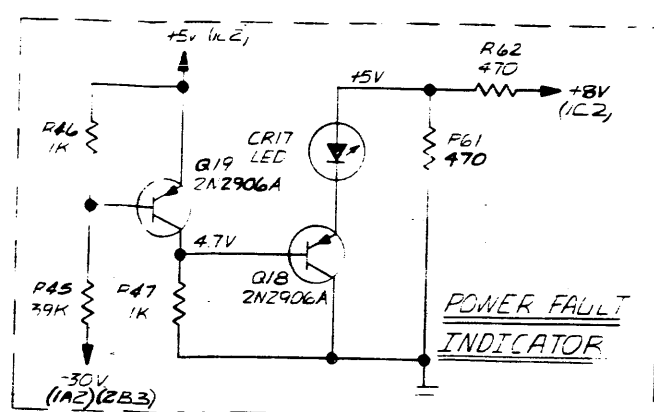 +5V (1C2)
R62
470
+5V
+8V
(1C2)
R46
1K
CR17
LED
R61
470
Q19
2N2906A
4.7V
R45
39K
R47
1K
Q18
2N2906A
POWER FAULT
INDICATOR
-30V
(1A2)(2B3)